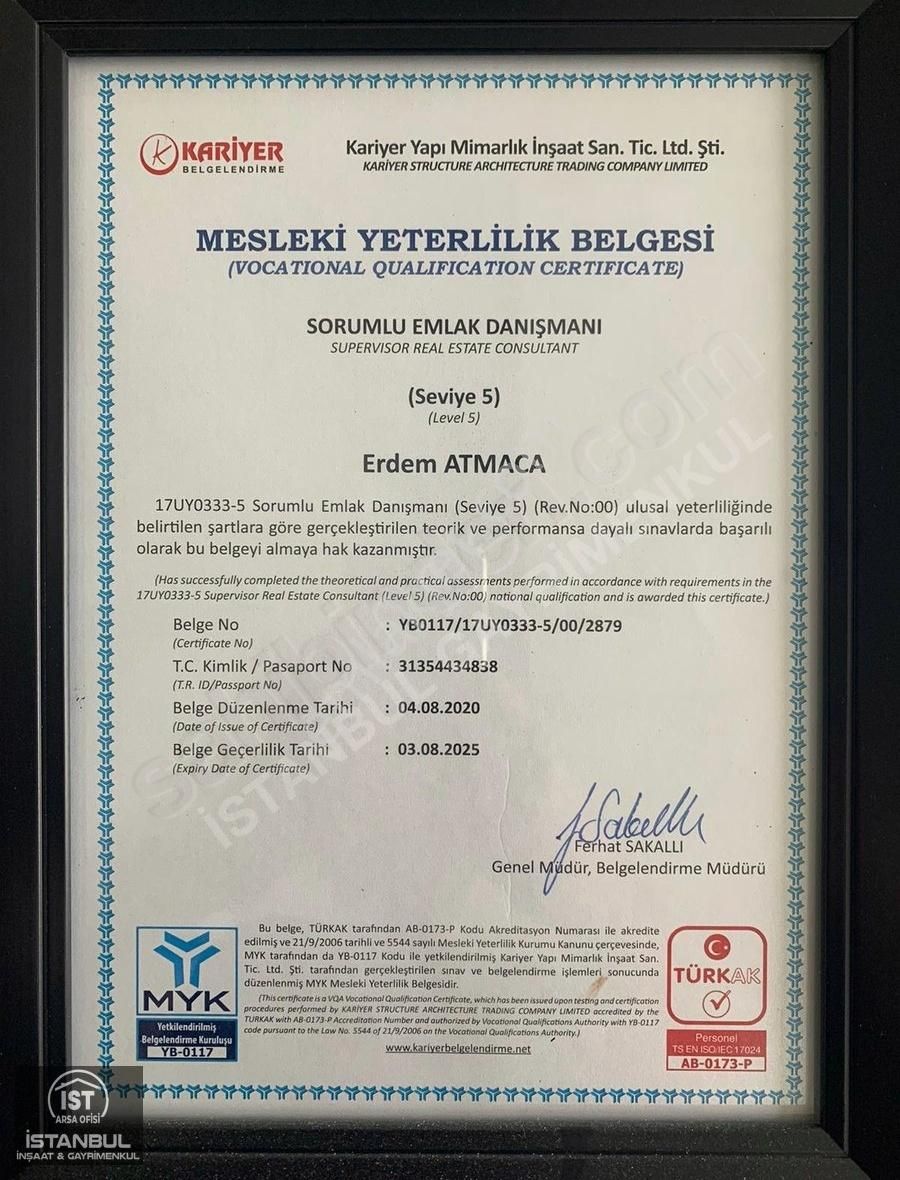 KARİYER
BELGELENDİRME
Kariyer Yapı Mimarlık İnşaat San. Tic. Ltd. Şti.
KARİYER STRUCTURE ARCHITECTURE TRADING COMPANY LIMITED
MESLEKİ YETERLİLİK BELGESİ
(VOCATIONAL QUALIFICATION CERTIFICATE)
SORUMLU EMLAK DANIŞMANI
SUPERVISOR REAL ESTATE CONSULTANT
(Seviye 5)
(Level 5)
Erdem ATMACA
17UY0333-5 Sorumlu Emlak Danışmanı (Seviye 5) (Rev.No:00) ulusal yeterliliğinde
belirtilen şartlara göre gerçekleştirilen teorik ve performansa dayalı sınavlarda başarılı
olarak bu belgeyi almaya hak kazanmıştır.
(Has successfully completed the theoretical and practical assessments performed in accordance with requirements in the
17UY0333-5 Supervisor Real Estate Consultant (Level 5) (Rev.No:00) national qualification and is awarded this certificate.)
Belge No : YB0117/17UY0333-5/00/2879
(Certificate No)
T.C. Kimlik / Pasaport No : 31354434838
(T.R. ID/Passport No)
Belge Düzenlenme Tarihi : 04.08.2020
(Date of Issue of Certificate)
Belge Geçerlilik Tarihi : 03.08.2025
(Expiry Date of Certificate)
sahibinden.com
İSTANBUL GAYRİMENKUL
Ferhat SAKALLI
Genel Müdür, Belgelendirme Müdürü
MYK
Yetkilendirilmiş
Belgelendirme Kuruluşu
YB-0117
Bu belge, TÜRKAK tarafından AB-0173-P Kodu Akreditasyon Numarası ile akredite
edilmiş ve 21/9/2006 tarihli ve 5544 sayılı Mesleki Yeterlilik Kurumu Kanunu çerçevesinde,
MYK tarafından da YB-0117 Kodu ile yetkilendirilmiş Kariyer Yapı Mimarlık İnşaat San.
Tic. Ltd. Şti. tarafından gerçekleştirilen sınav ve belgelendirme işlemleri sonucunda
düzenlenmiş MYK Mesleki Yeterlilik Belgesidir.
(This certificate is a VQA Vocational Qualification Certificate, which has been issued upon testing and certification
procedures performed by KARİYER STRUCTURE ARCHITECTURE TRADING COMPANY LIMITED accredited by the
TURKAK with AB-0173-P Accreditation Number and authorized by Vocational Qualifications Authority with YB-0117
code pursuant to the Law No. 5544 of 21/9/2006 on the Vocational Qualifications Authority.)
www.kariyerbelgelendirme.net
TÜRKAK
Personel
TS EN ISO/IEC 17024
AB-0173-P
İST
ARSA OFİSİ
İSTANBUL
İNŞAAT & GAYRİMENKUL